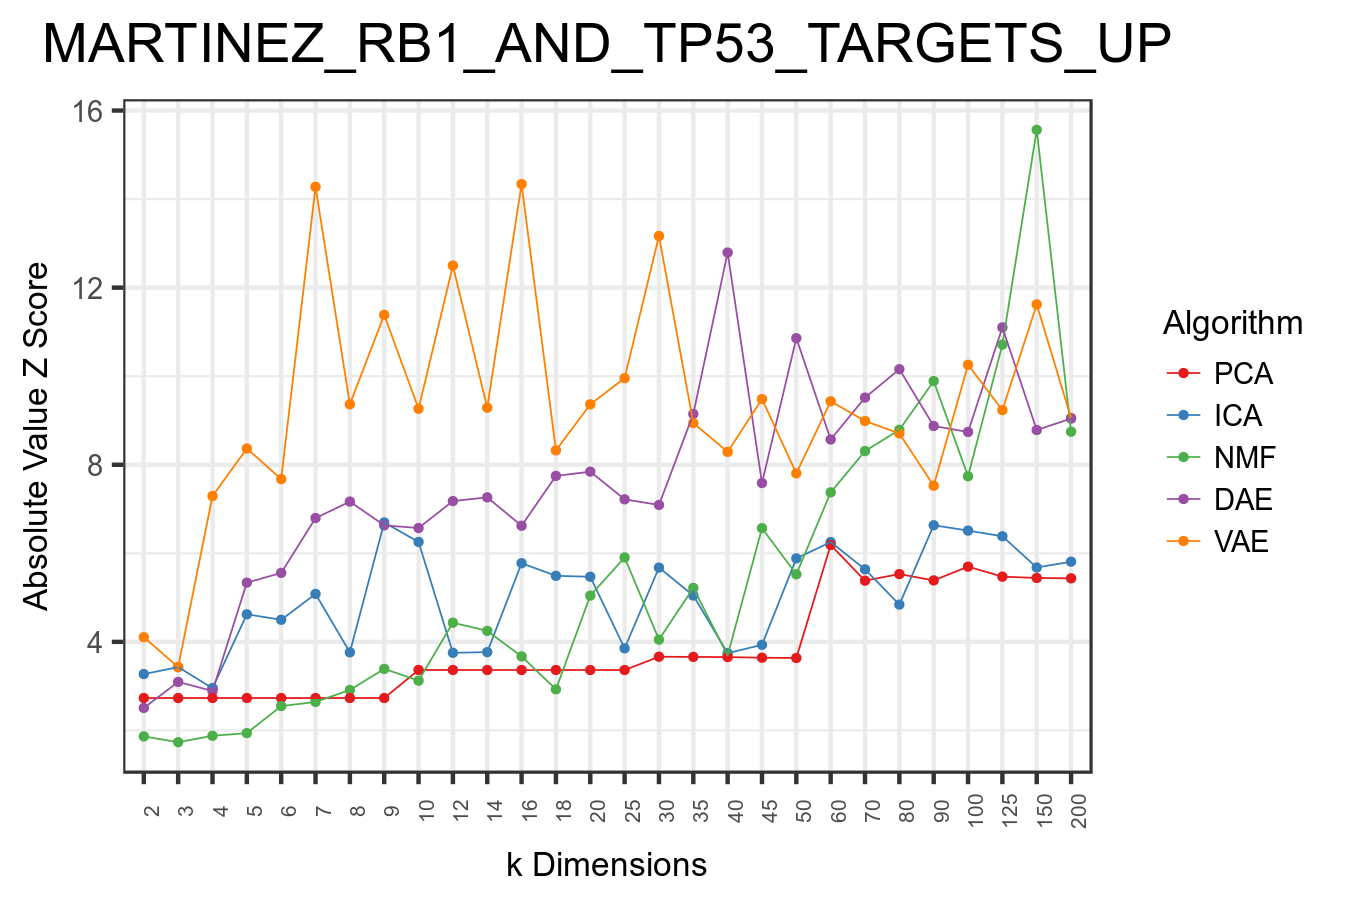 MARTINEZ_RB1_AND_TP53_TARGETS_UP
16
12
8
4
Absolute Value Z Score
2 3 4 5 6 7 8 9 10 12 14 16 18 20 25 30 35 40 45 50 60 70 80 90 100 125 150 200
k Dimensions
Algorithm
PCA
ICA
NMF
DAE
VAE